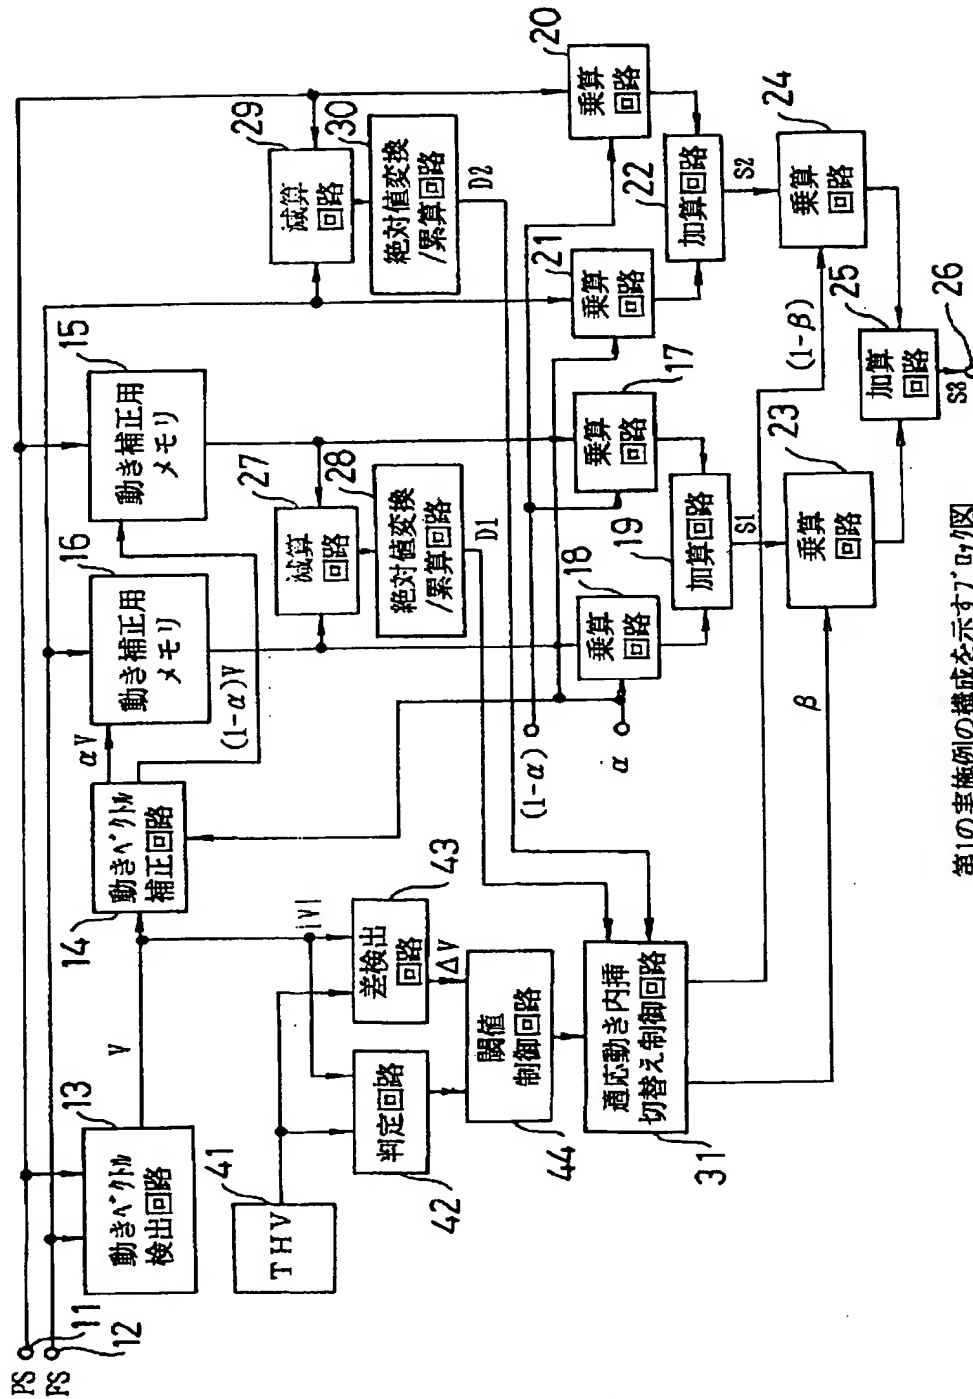 PS
FS
11
12
13
動きベクトル
検出回路
V
14
動きベクトル
補正回路
αV
(1-α)V
16
動き補正用
メモリ
15
動き補正用
メモリ
41
THV
|V|
42
判定回路
43
差検出
回路
ΔV
44
閾値
制御回路
31
適応動き内挿
切替え制御回路
27
減算
回路
28
絶対値変換
/累算回路
D1
29
減算
回路
30
絶対値変換
/累算回路
D2
(1-α)
α
18
乗算
回路
17
乗算
回路
19
加算回路
S1
21
乗算
回路
20
乗算
回路
22
加算回路
S2
β
(1-β)
23
乗算
回路
24
乗算
回路
25
加算
回路
S3
26
第1の実施例の構成を示すブロック図